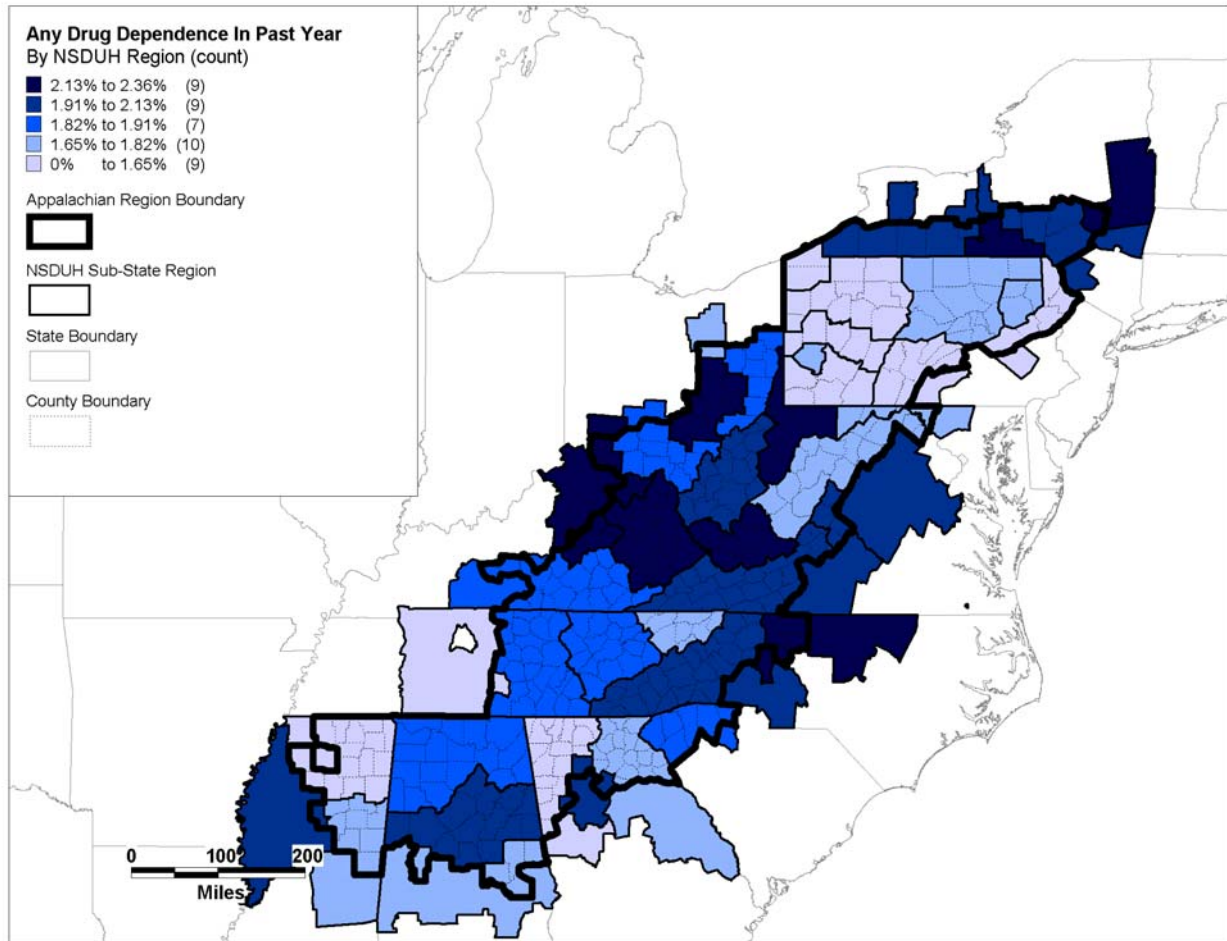 Any Drug Dependence In Past Year
By NSDUH Region (count)
2.13% to 2.36% (9)
1.91% to 2.13% (9)
1.82% to 1.91% (7)
1.65% to 1.82% (10)
0% to 1.65% (9)
Appalachian Region Boundary
NSDUH Sub-State Region
State Boundary
County Boundary
0 100 200
Miles